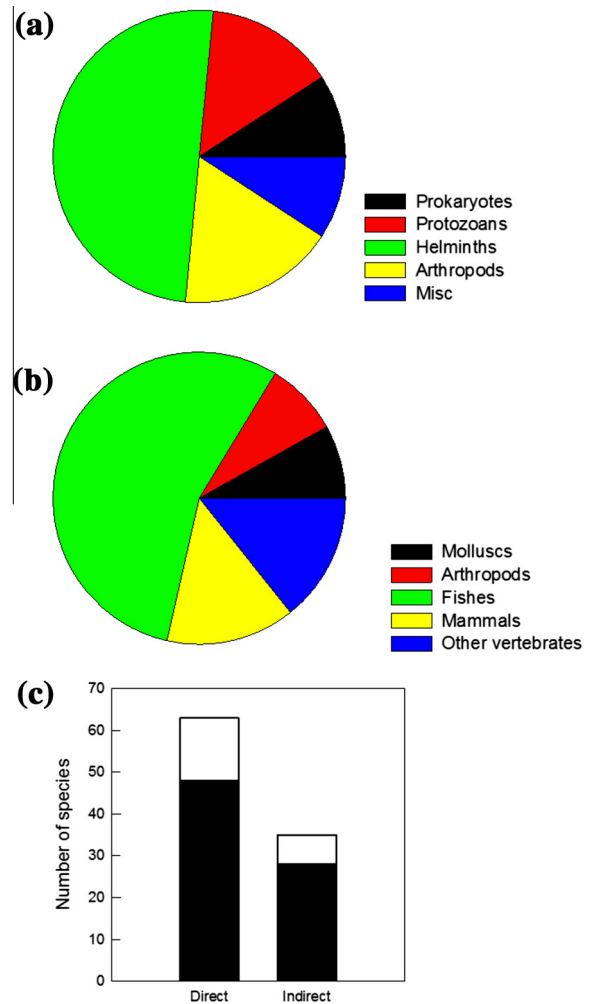 (a)
Prokaryotes
Protozoans
Helminths
Arthropods
Misc
(b)
Molluscs
Arthropods
Fishes
Mammals
Other vertebrates
(c)
Number of species
70
60
50
40
30
20
10
0
Direct Indirect